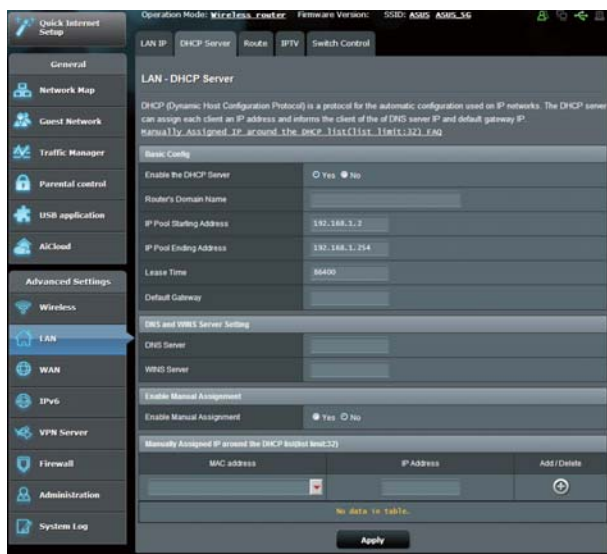 Quick Internet
Setup
Operation Mode: Wireless router Firmware Version: SSID: ASUS ASUS_5G
LAN IP DHCP Server Route IPTV Switch Control
General
Network Map
Guest Network
Traffic Manager
Parental control
USB application
AiCloud
Advanced Settings
Wireless
LAN
WAN
IPv6
VPN Server
Firewall
Administration
System Log
LAN - DHCP Server
DHCP (Dynamic Host Configuration Protocol) is a protocol for the automatic configuration used on IP networks. The DHCP server
can assign each client an IP address and informs the client of the of DNS server IP and default gateway IP.
Manually Assigned IP around the DHCP list(list limit:32) FAQ
Basic Config
Enable the DHCP Server Yes No
Router's Domain Name
IP Pool Starting Address 192.168.1.2
IP Pool Ending Address 192.168.1.254
Lease Time 86400
Default Gateway
DNS and WINS Server Setting
DNS Server
WINS Server
Enable Manual Assignment
Enable Manual Assignment Yes No
Manually Assigned IP around the DHCP list(list limit:32)
MAC address IP Address Add / Delete
No data in table.
Apply